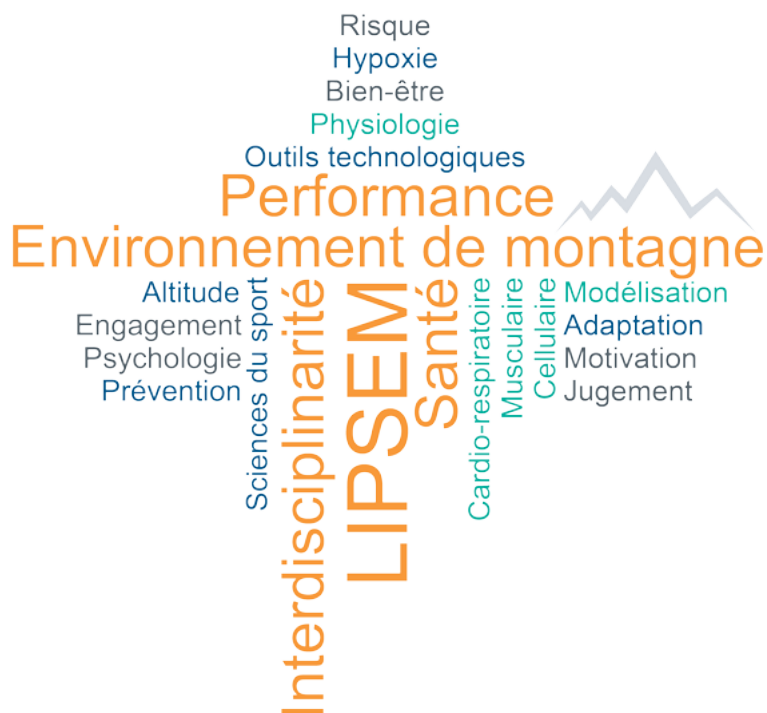 Risque
Hypoxie
Bien-être
Physiologie
Outils technologiques
Performance
Environnement de montagne
Altitude
Engagement
Psychologie
Prévention
Sciences du sport
Interdisciplinarité
LIPSEM
Santé
Cardio-respiratoire
Musculaire
Cellulaire
Modélisation
Adaptation
Motivation
Jugement